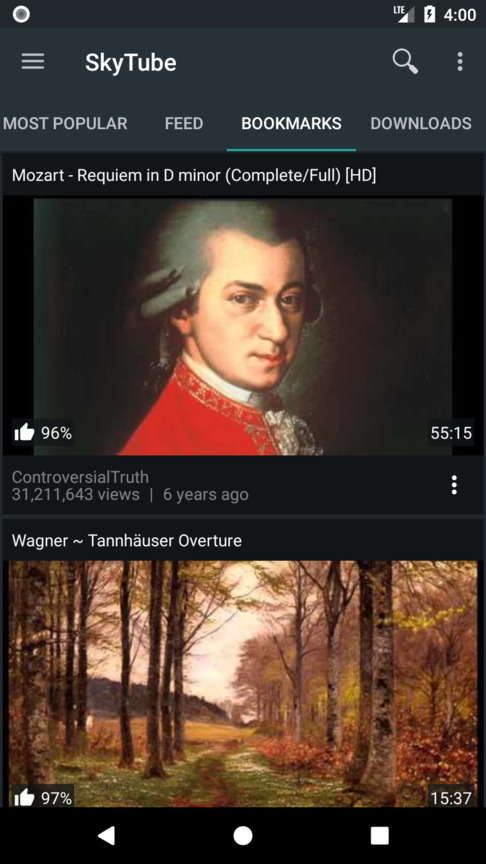 LTE 4:00
SkyTube
MOST POPULAR FEED BOOKMARKS DOWNLOADS
Mozart - Requiem in D minor (Complete/Full) [HD]
96% 55:15
ControversialTruth
31,211,643 views | 6 years ago
Wagner ~ Tannhäuser Overture
97% 15:37